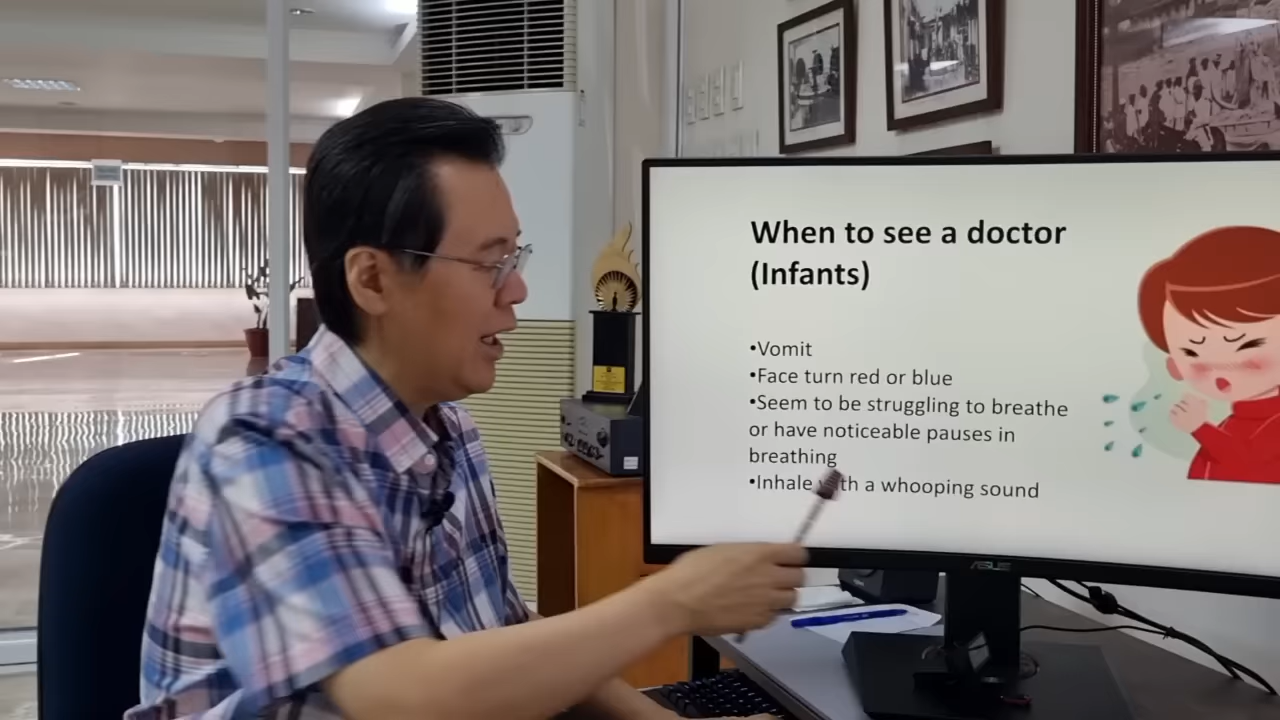 When to see a doctor
(Infants)
•Vomit
•Face turn red or blue
•Seem to be struggling to breathe
or have noticeable pauses in
breathing
•Inhale with a whooping sound
ASUS